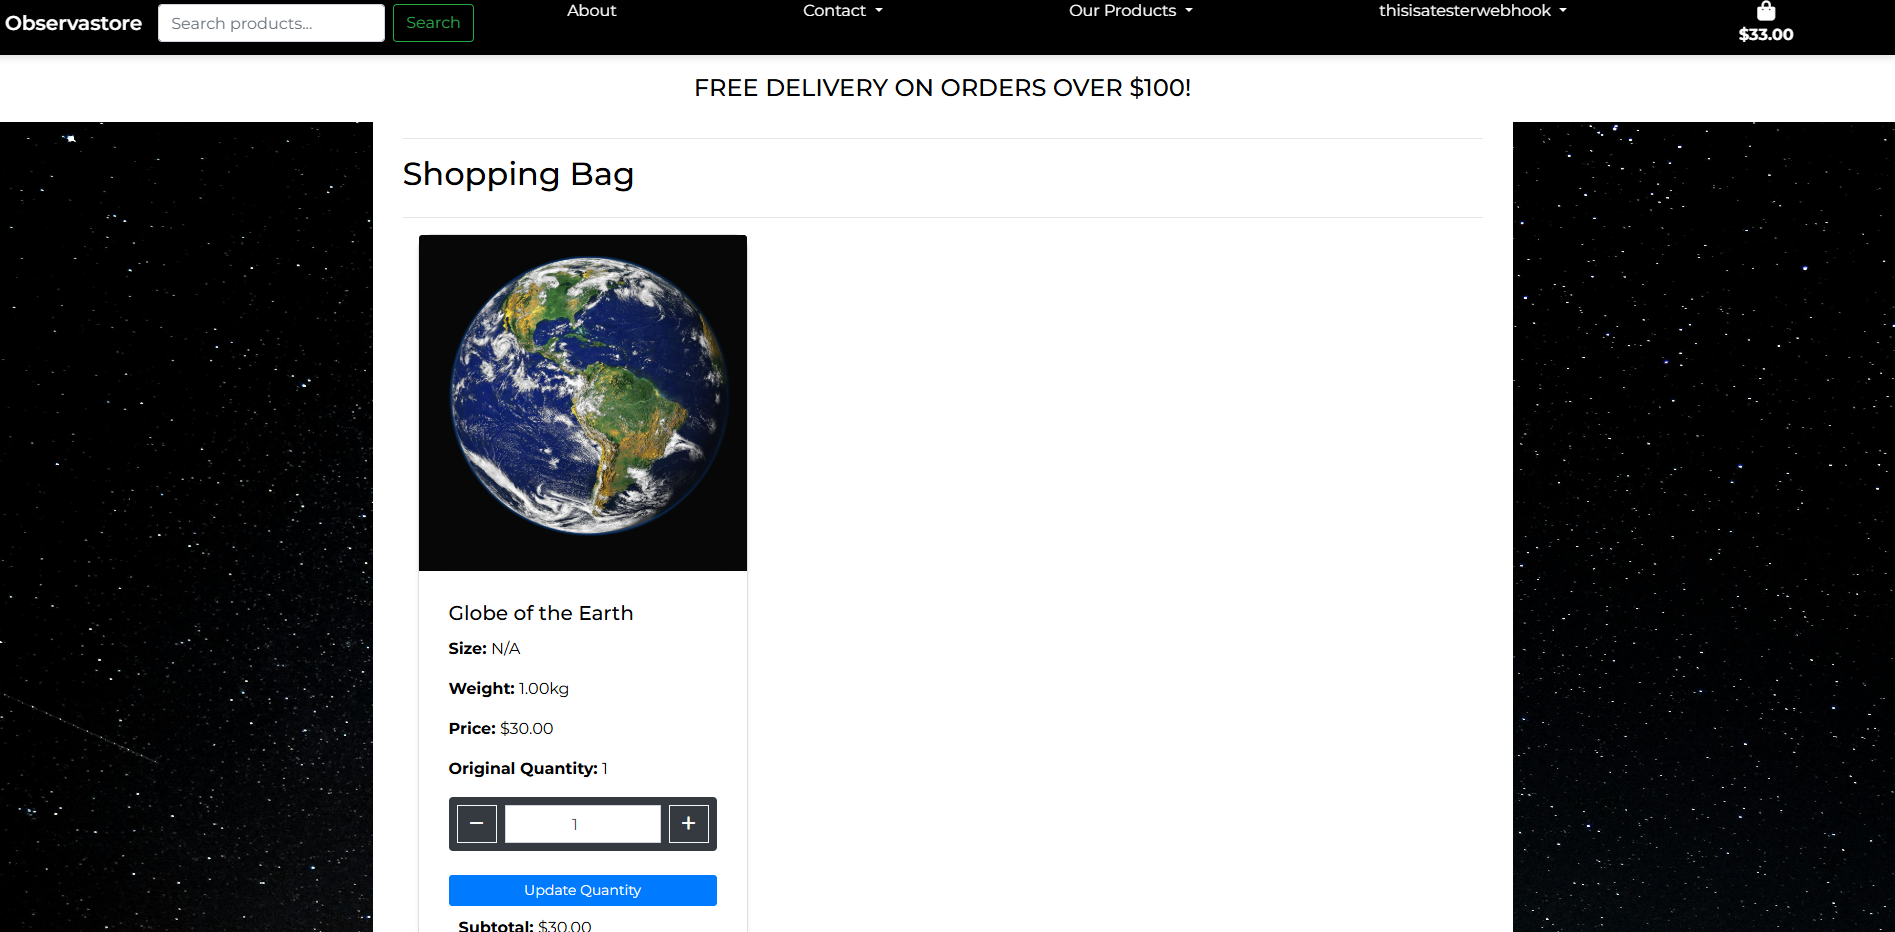 Observastore
Search products...
Search
About
Contact
Our Products
thisisatesterwebhook
$33.00
FREE DELIVERY ON ORDERS OVER $100!
Shopping Bag
Globe of the Earth
Size: N/A
Weight: 1.00kg
Price: $30.00
Original Quantity: 1
− 1 +
Update Quantity
Subtotal: $30.00